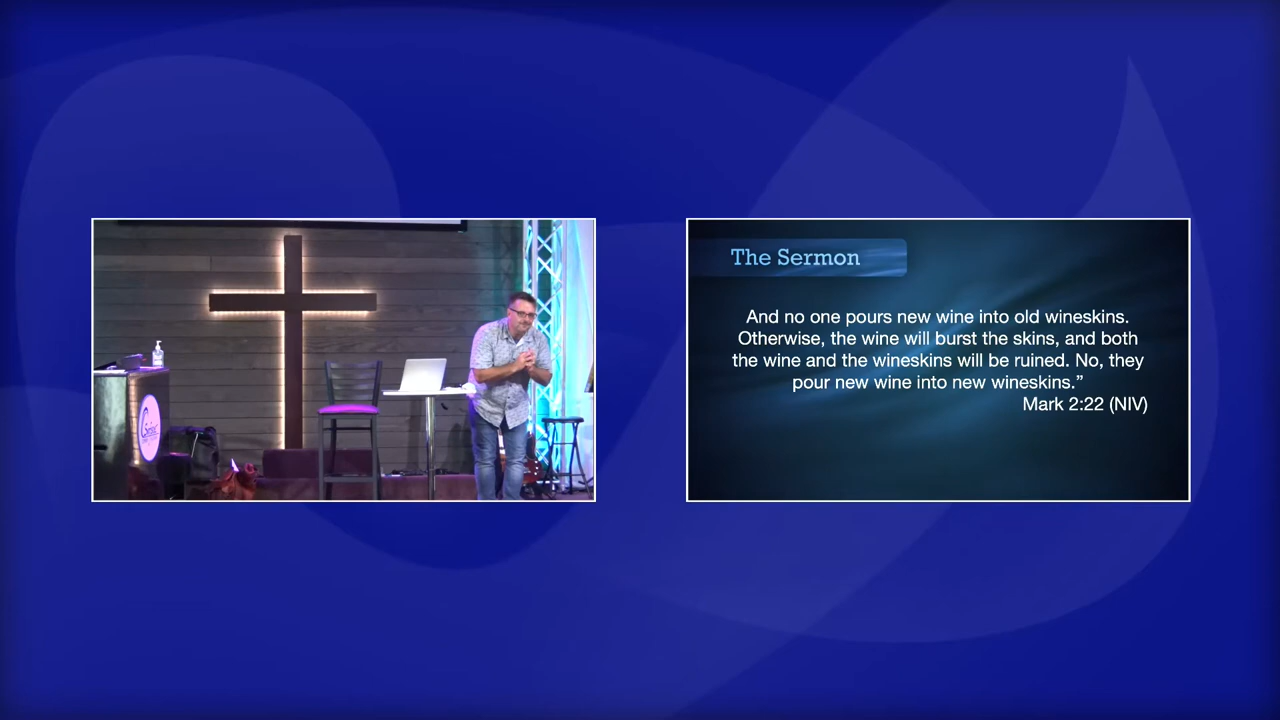 The Sermon
And no one pours new wine into old wineskins.
Otherwise, the wine will burst the skins, and both
the wine and the wineskins will be ruined. No, they
pour new wine into new wineskins.”
Mark 2:22 (NIV)